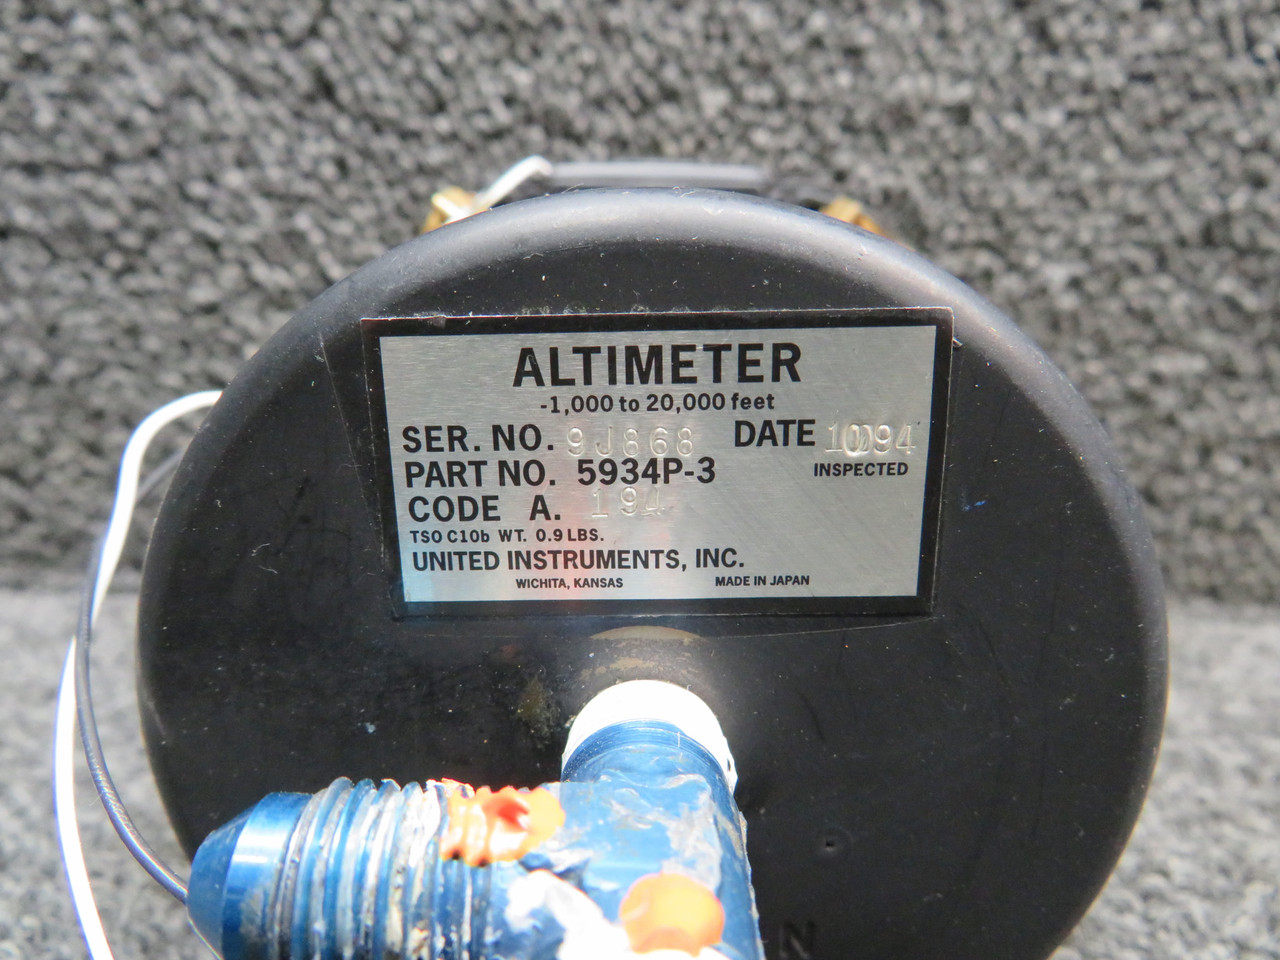 ALTIMETER
-1,000 to 20,000 feet
SER. NO. 9J868 DATE 1094
PART NO. 5934P-3 INSPECTED
CODE A. 194
TSO C10b WT. 0.9 LBS.
UNITED INSTRUMENTS, INC.
WICHITA, KANSAS MADE IN JAPAN
N